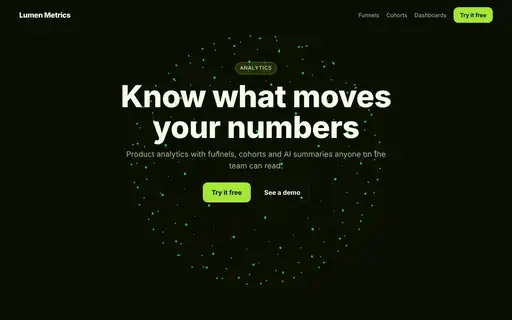 Lumen Metrics
Funnels Cohorts Dashboards Try it free
ANALYTICS
Know what moves
your numbers
Product analytics with funnels, cohorts and AI summaries anyone on the
team can read.
Try it free See a demo